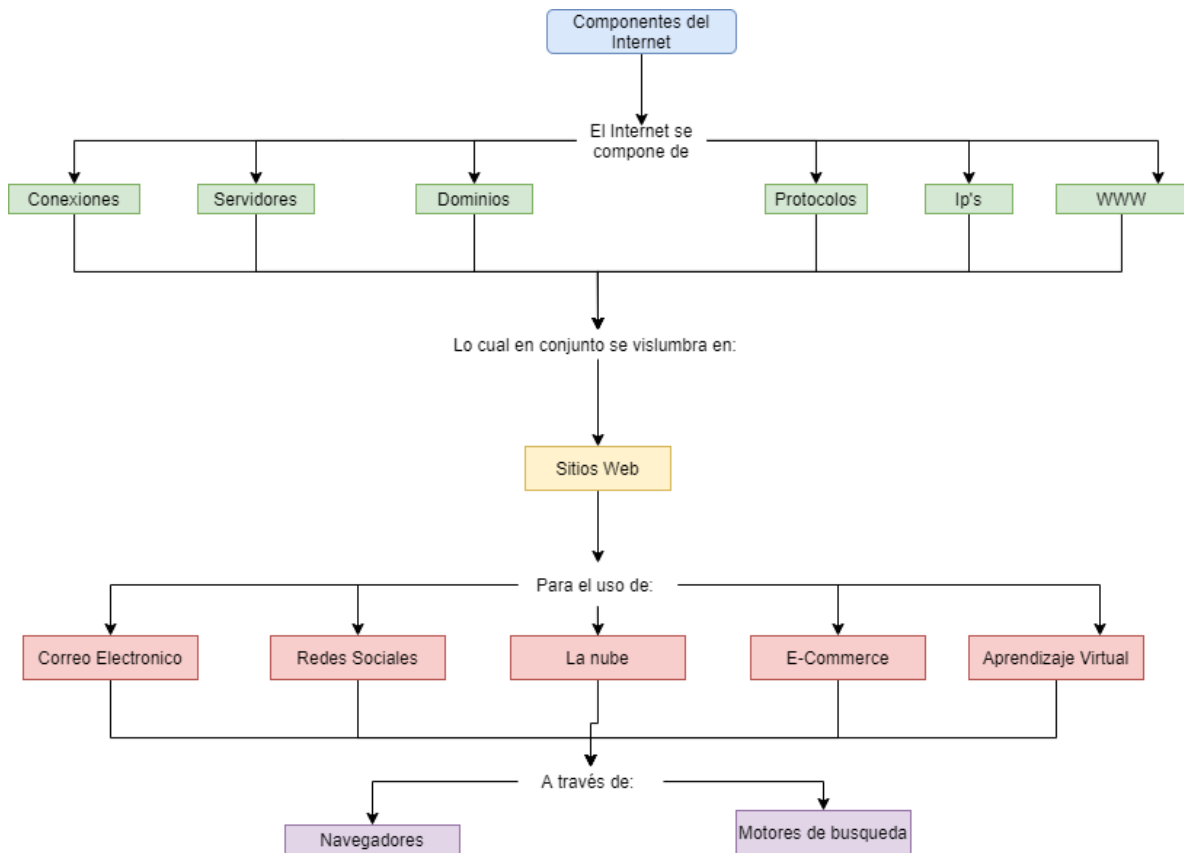 Componentes del
Internet
El Internet se
compone de
Conexiones
Servidores
Dominios
Protocolos
Ip's
WWW
Lo cual en conjunto se vislumbra en:
Sitios Web
Para el uso de:
Correo Electronico
Redes Sociales
La nube
E-Commerce
Aprendizaje Virtual
A través de:
Navegadores
Motores de busqueda